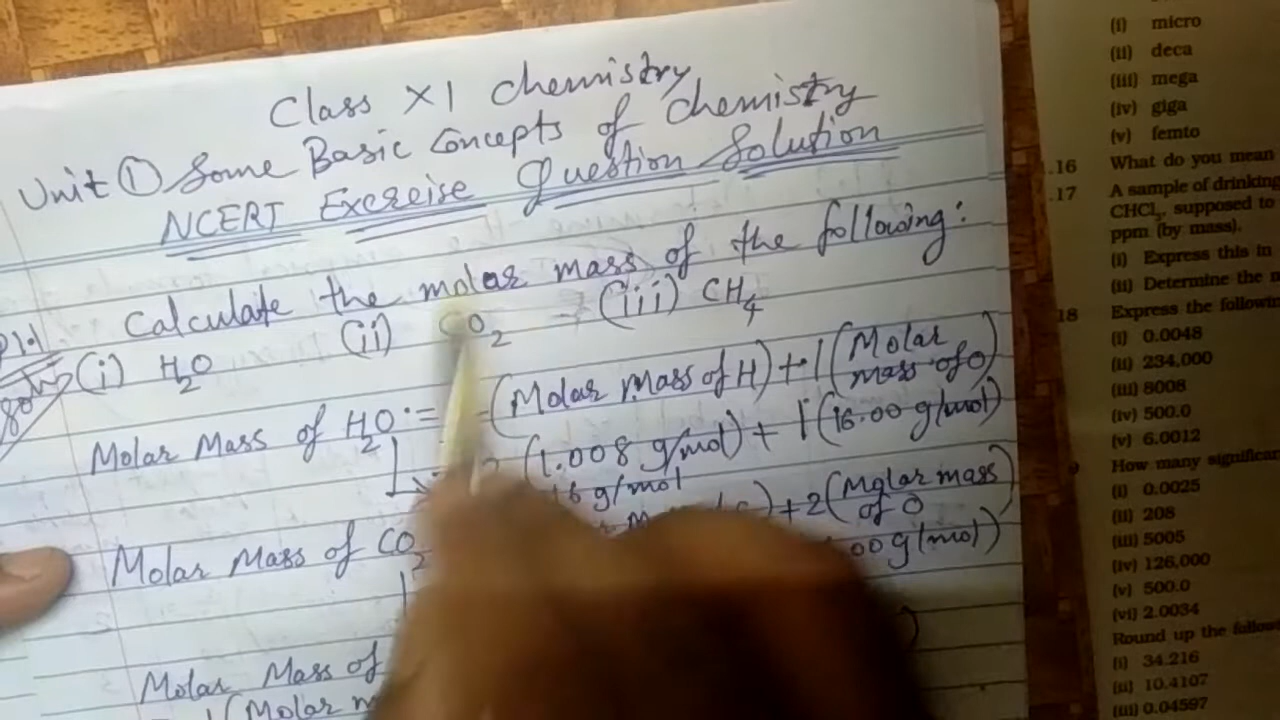 Class XI Chemistry
Unit ① Some Basic Concepts of Chemistry
NCERT Exercise Question Solution
Calculate the molar mass of the following:
(i) H2O (ii) CO2 (iii) CH4
Molar Mass of H2O = (Molar Mass of H) + 1 (Molar mass of O)
(1.008 g/mol) + 1 (16.00 g/mol)
g/mol
Molar Mass of CO2 + 2 (Molar mass of O)
00 g/mol)
Molar Mass of
(Molar
(i) micro
(ii) deca
(iii) mega
(iv) giga
(v) femto
.16 What do you mean
.17 A sample of drinking
CHCl3, supposed to
ppm (by mass).
(i) Express this in
(ii) Determine the
18 Express the
(i) 0.0048
(ii) 234,000
(iii) 8008
(iv) 500.0
(v) 6.0012
9 How many
(i) 0.0025
(ii) 208
(iii) 5005
(iv) 126,000
(v) 500.0
(vi) 2.0034
Round up the
(i) 34.216
(ii) 10.4107
(iii) 0.04597